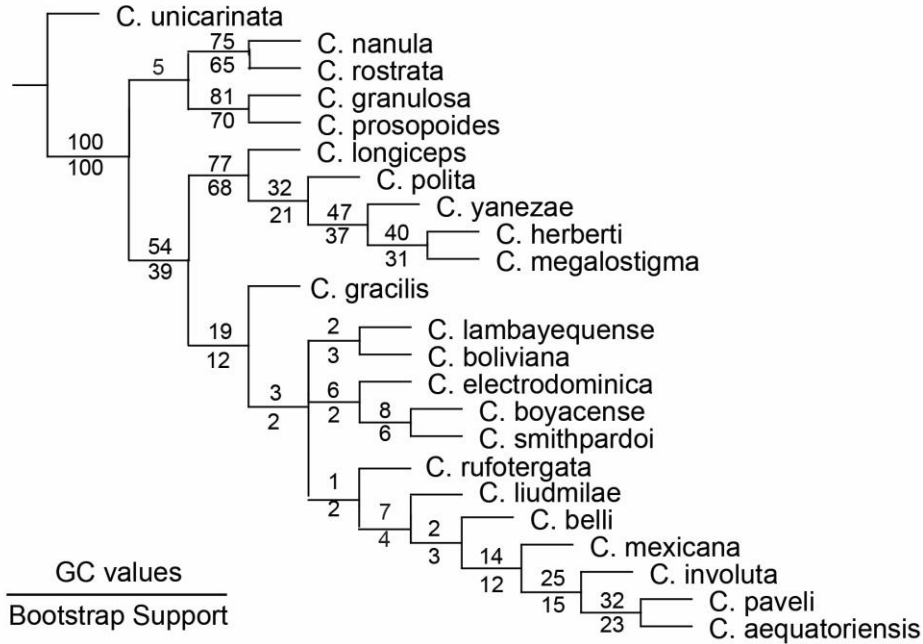 C. unicarinata
75 C. nanula
5 65 C. rostrata
81 C. granulosa
70 C. prosopoides
100
100
77 C. longiceps
68 32 C. polita
21 47 C. yanezae
37 40 C. herberti
31 C. megalostigma
54
39
C. gracilis
19
12
2 C. lambayequense
3 C. boliviana
3 6 C. electrodominica
2 2 8 C. boyacense
6 C. smithpardoi
1 C. rufotergata
2 7 C. liudmilae
4 2 C. belli
3 14 C. mexicana
12 25 C. involuta
15 32 C. paveli
23 C. aequatoriensis
GC values
Bootstrap Support